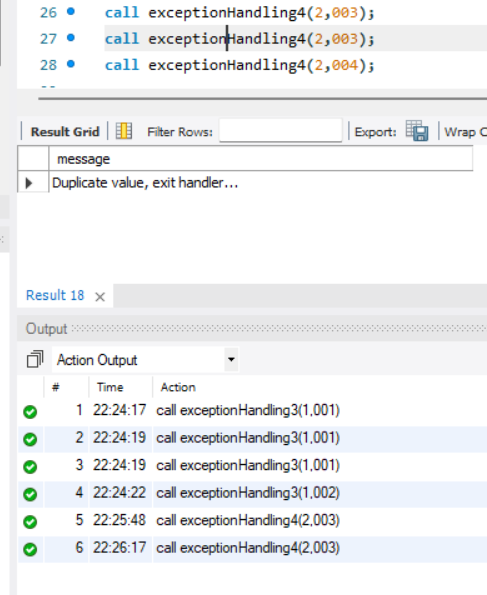 26 call exceptionHandling4(2,003);
27 call exceptionHandling4(2,003);
28 call exceptionHandling4(2,004);
Result Grid Filter Rows: Export: Wrap C
message
Duplicate value, exit handler...
Result 18 ×
Output
Action Output
# Time Action
1 22:24:17 call exceptionHandling3(1,001)
2 22:24:19 call exceptionHandling3(1,001)
3 22:24:19 call exceptionHandling3(1,001)
4 22:24:22 call exceptionHandling3(1,002)
5 22:25:48 call exceptionHandling4(2,003)
6 22:26:17 call exceptionHandling4(2,003)